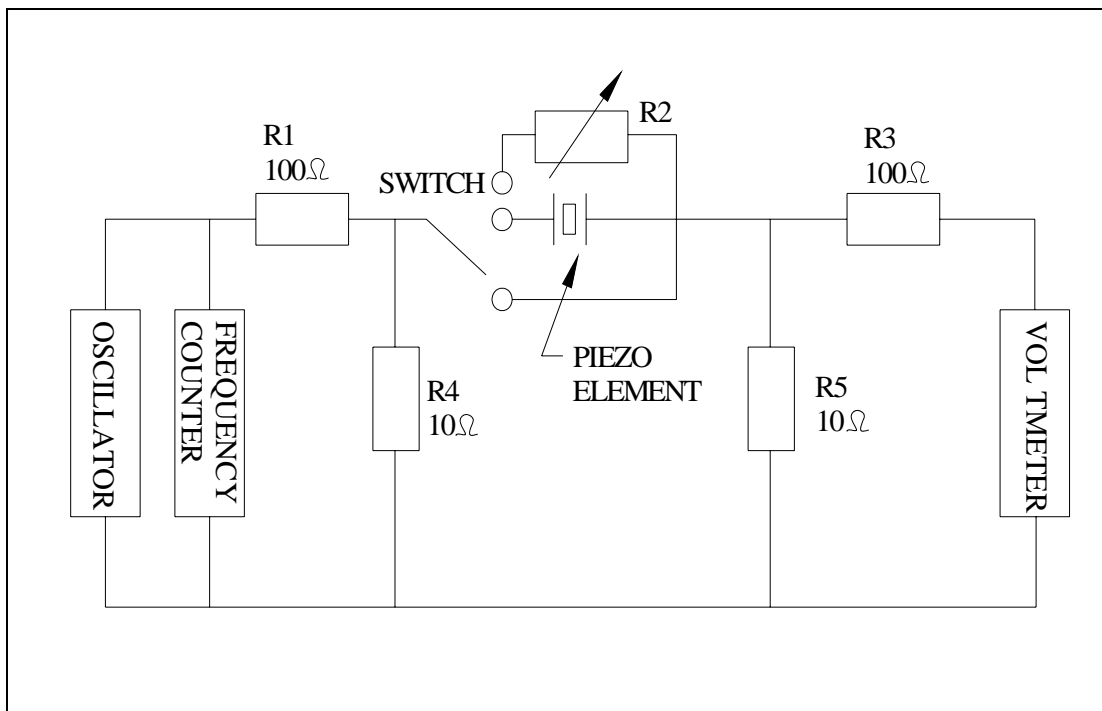 R1
100Ω
R2
R3
100Ω
SWITCH
OSCILLATOR
FREQUENCY
COUNTER
R4
10Ω
PIEZO
ELEMENT
R5
10Ω
VOL TMETER